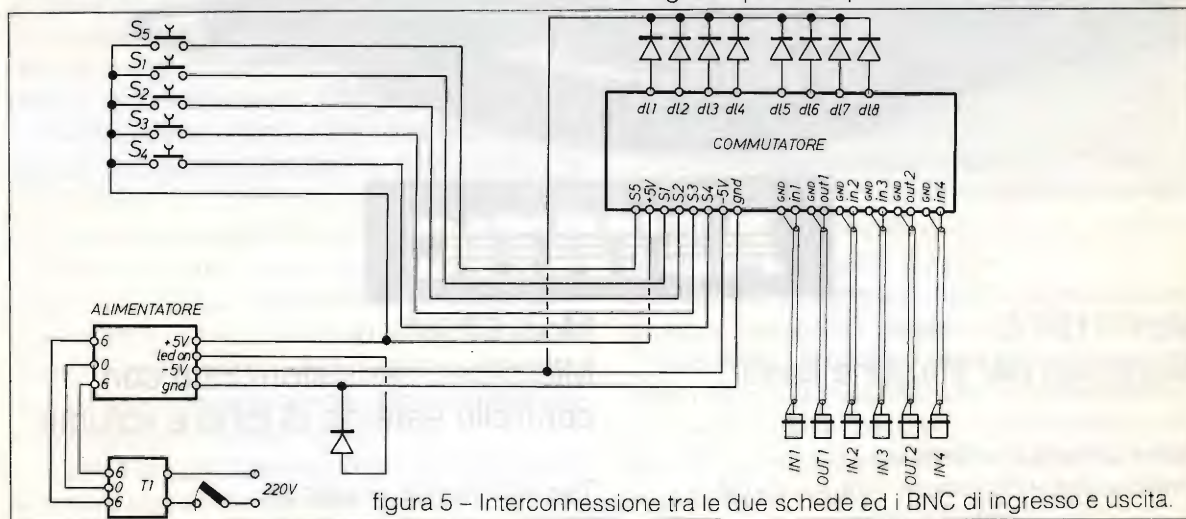 S5
S1
S2
S3
S4
dl1 dl2 dl3 dl4 dl5 dl6 dl7 dl8
COMMUTATORE
S5 +5V S1 S2 S3 S4 -5V gnd GND in1 GND out1 GND in2 GND in3 GND out2 GND in4
ALIMENTATORE
6 +5V
led on
0 -5V
6 gnd
6
0 T1
6
220V
IN1 OUT1 IN2 IN3 OUT2 IN4
figura 5 – Interconnessione tra le due schede ed i BNC di ingresso e uscita.